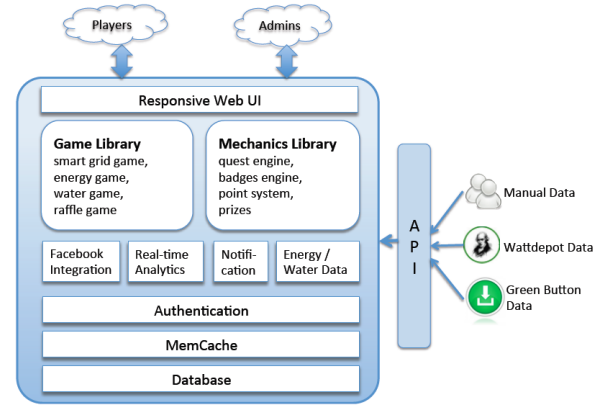 Players
Admins
Responsive Web UI
Game Library
smart grid game,
energy game,
water game,
raffle game
Mechanics Library
quest engine,
badges engine,
point system,
prizes
Facebook
Integration
Real-time
Analytics
Notifi-
cation
Energy /
Water Data
Authentication
MemCache
Database
A
P
I
Manual Data
Wattdepot Data
Green Button
Data